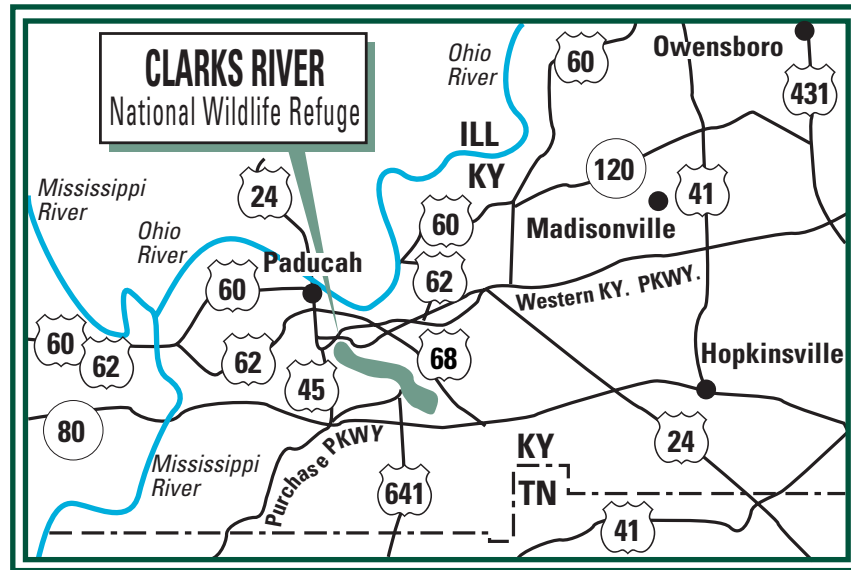 CLARKS RIVER
National Wildlife Refuge
Ohio
River
60
Owensboro
431
ILL
KY
120
Mississippi
River
24
41
Madisonville
Ohio
River
60
Paducah
62
60
Western KY. PKWY.
60
62
62
68
Hopkinsville
45
80
24
KY
Purchase PKWY
Mississippi
River
641
TN
41